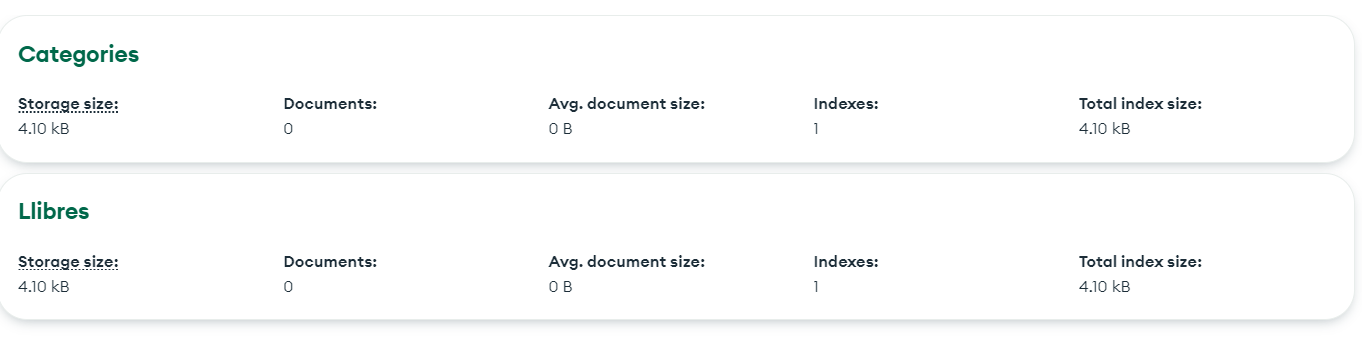 Categories
Storage size: Documents: Avg. document size: Indexes: Total index size:
4.10 kB 0 0 B 1 4.10 kB
Llibres
Storage size: Documents: Avg. document size: Indexes: Total index size:
4.10 kB 0 0 B 1 4.10 kB